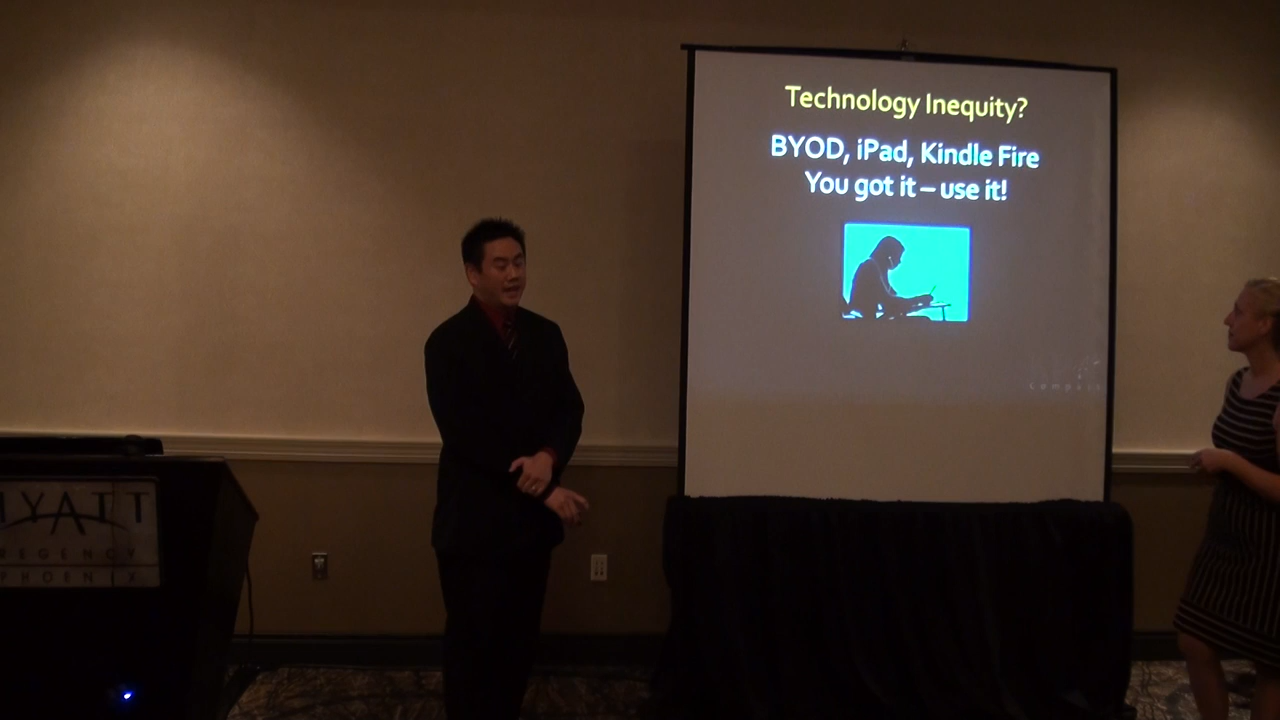 Technology Inequity?
BYOD, iPad, Kindle Fire
You got it – use it!
HYATT
REGENCY
PHOENIX